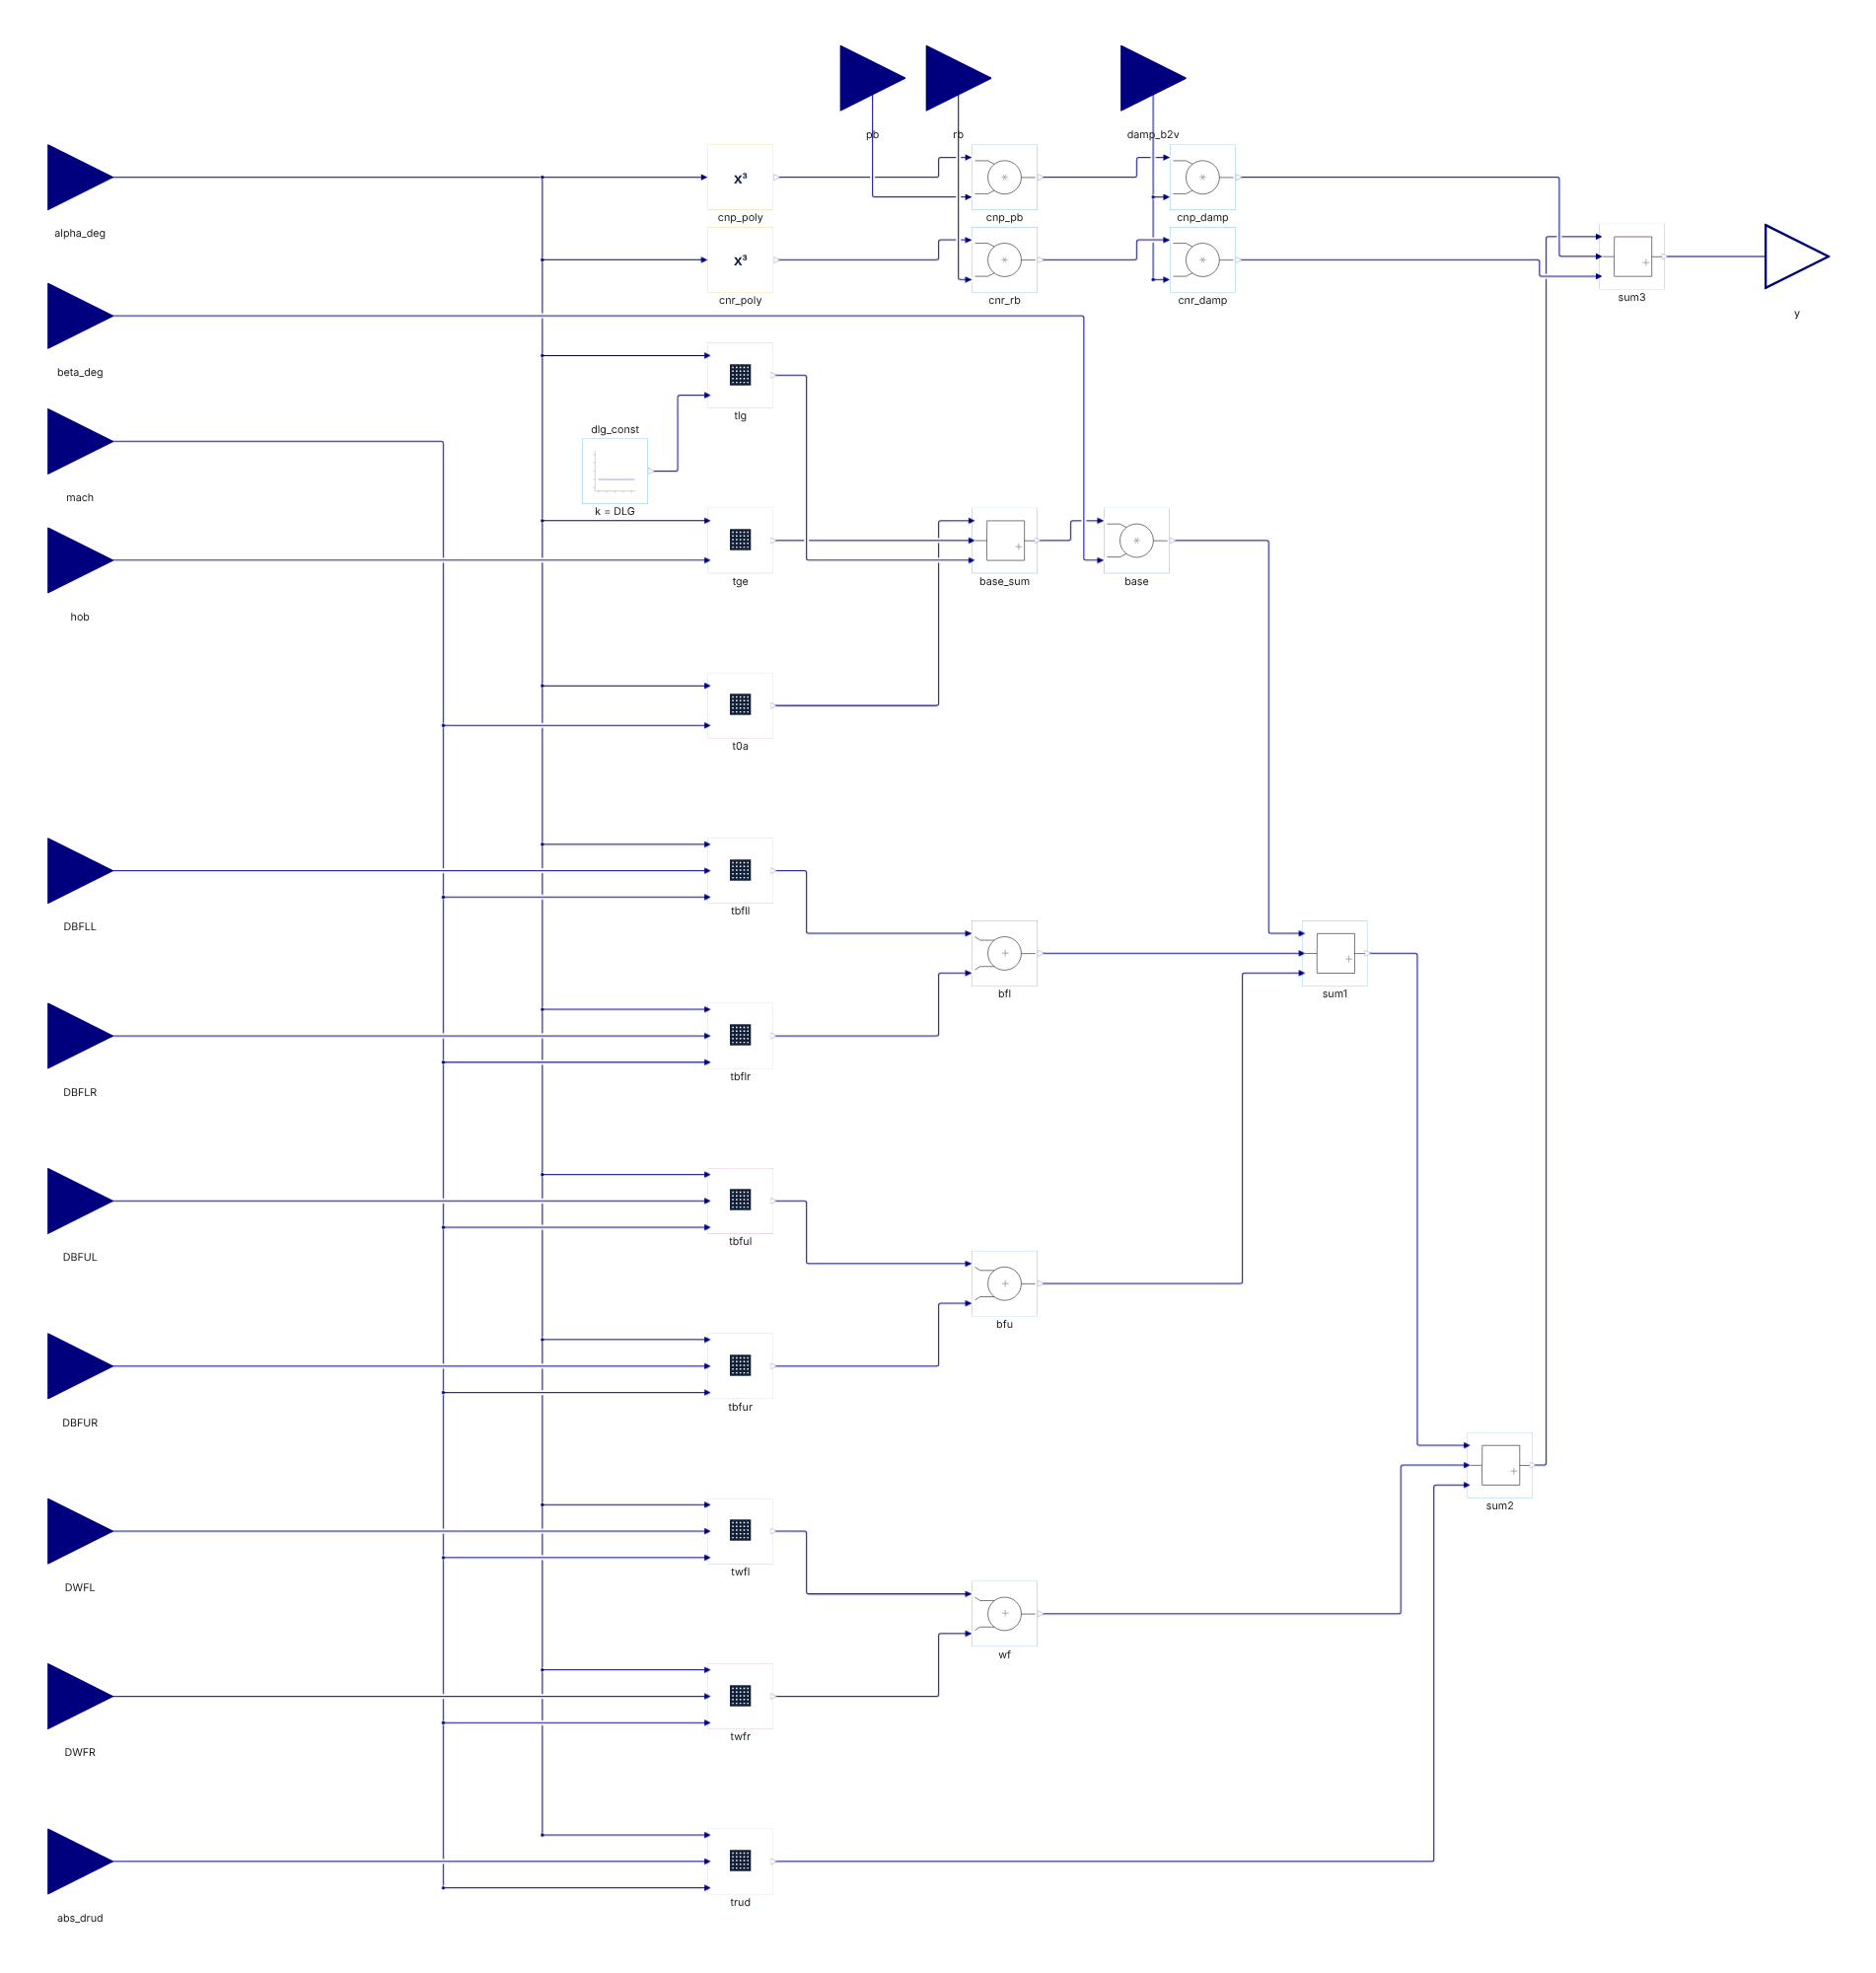 pb
rb
damp_b2v
alpha_deg
x³
cnp_poly
*
cnp_pb
*
cnp_damp
x³
cnr_poly
*
cnr_rb
*
cnr_damp
+
sum3
y
beta_deg
tlg
dlg_const
k = DLG
mach
tge
+
base_sum
*
base
hob
t0a
DBFLL
tbfll
+
bfl
+
sum1
DBFLR
tbflr
DBFUL
tbful
+
bfu
DBFUR
tbfur
+
sum2
DWFL
twfl
+
wf
DWFR
twfr
abs_drud
trud